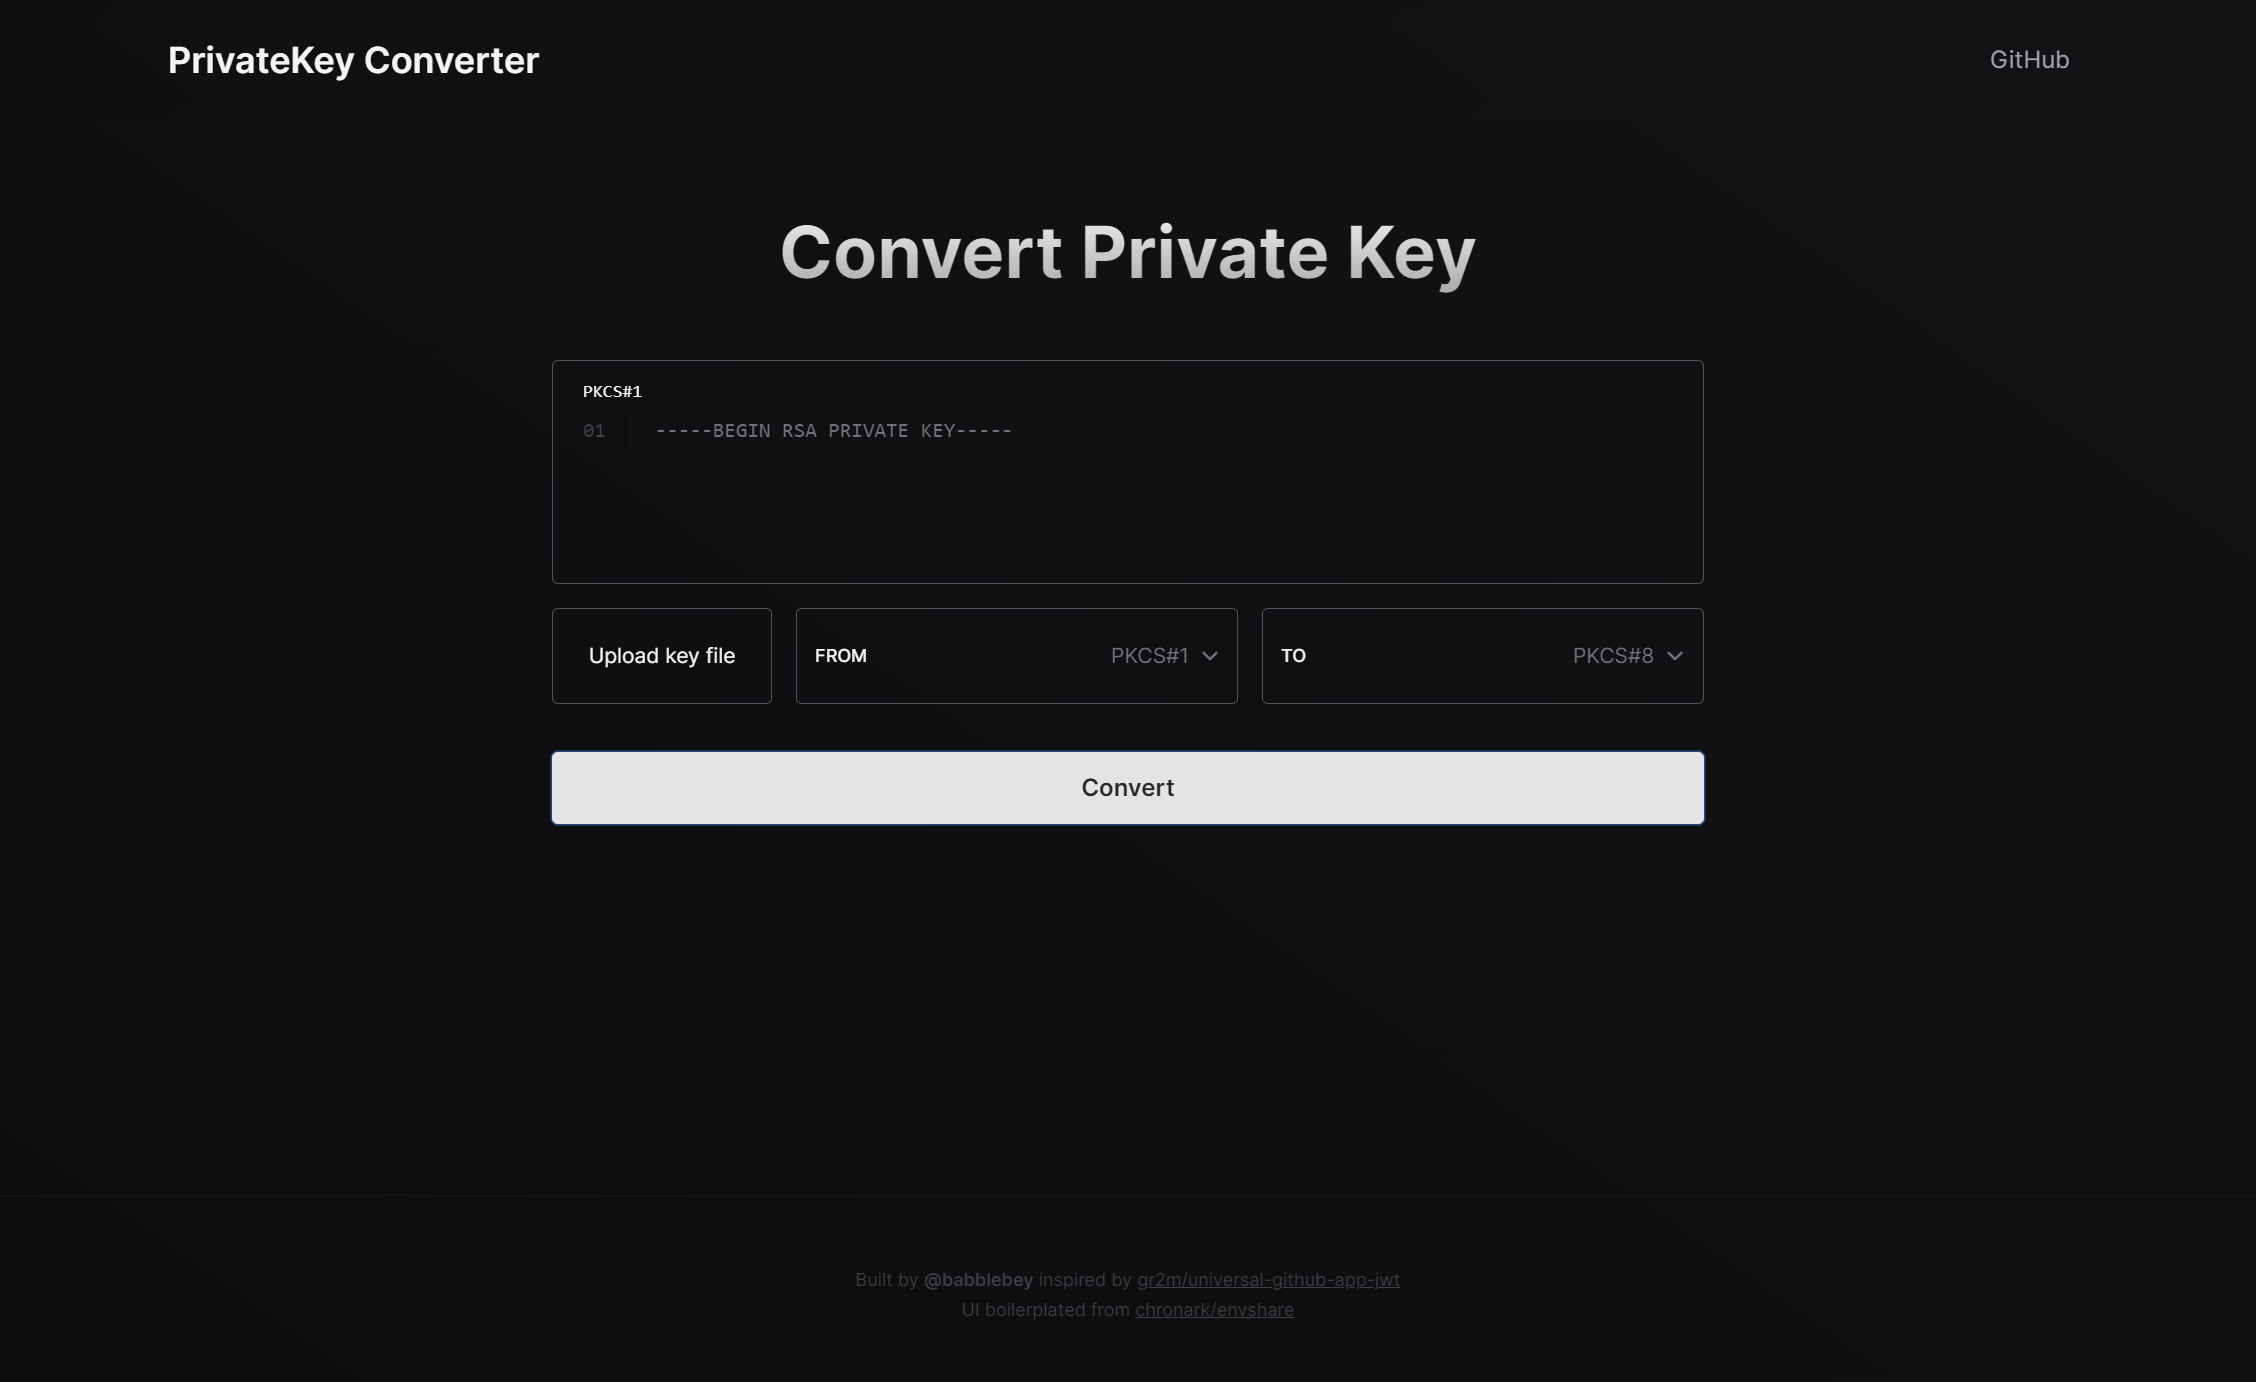 PrivateKey Converter
GitHub
Convert Private Key
PKCS#1
01 -----BEGIN RSA PRIVATE KEY-----
Upload key file
FROM PKCS#1
TO PKCS#8
Convert
Built by @babblebey inspired by gr2m/universal-github-app-jwt
UI boilerplated from chronark/envshare